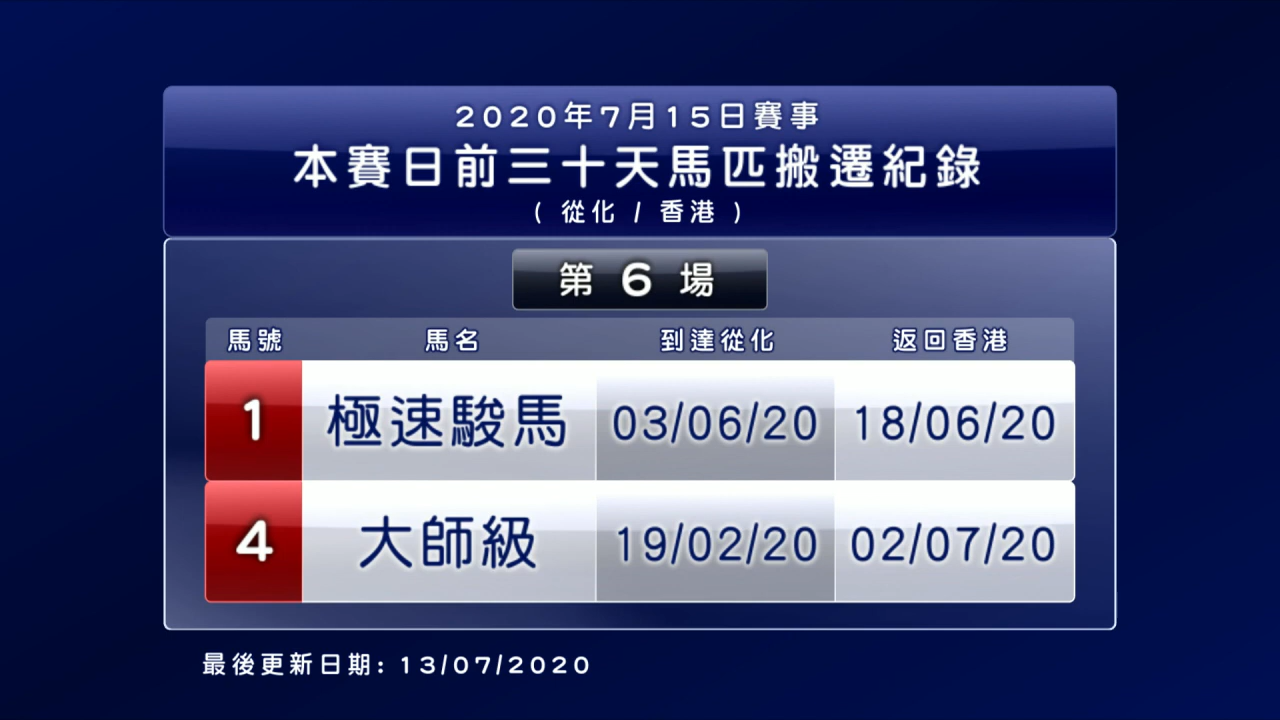 2020年7月15日賽事
本賽日前三十天馬匹搬遷紀錄
( 從化 / 香港 )
第 6 場
馬號 馬名 到達從化 返回香港
1 極速駿馬 03/06/20 18/06/20
4 大師級 19/02/20 02/07/20
最後更新日期: 13/07/2020